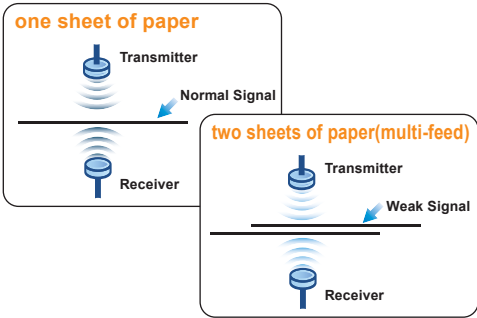 one sheet of paper
Transmitter
Normal Signal
Receiver
two sheets of paper(multi-feed)
Transmitter
Weak Signal
Receiver